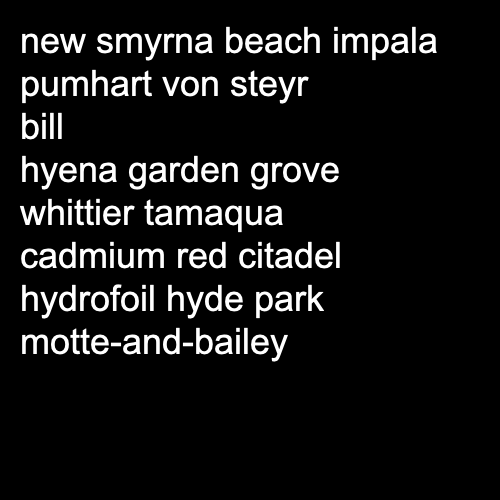 new smyrna beach impala
pumhart von steyr
bill
hyena garden grove
whittier tamaqua
cadmium red citadel
hydrofoil hyde park
motte-and-bailey